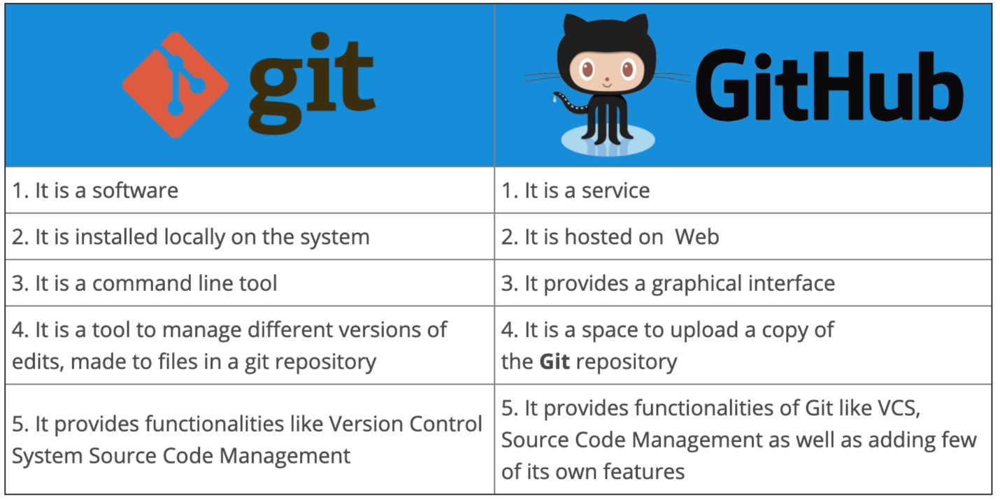 git
GitHub
1. It is a software
1. It is a service
2. It is installed locally on the system
2. It is hosted on  Web
3. It is a command line tool
3. It provides a graphical interface
4. It is a tool to manage different versions of
edits, made to files in a git repository
4. It is a space to upload a copy of
the Git repository
5. It provides functionalities like Version Control
System Source Code Management
5. It provides functionalities of Git like VCS,
Source Code Management as well as adding few
of its own features